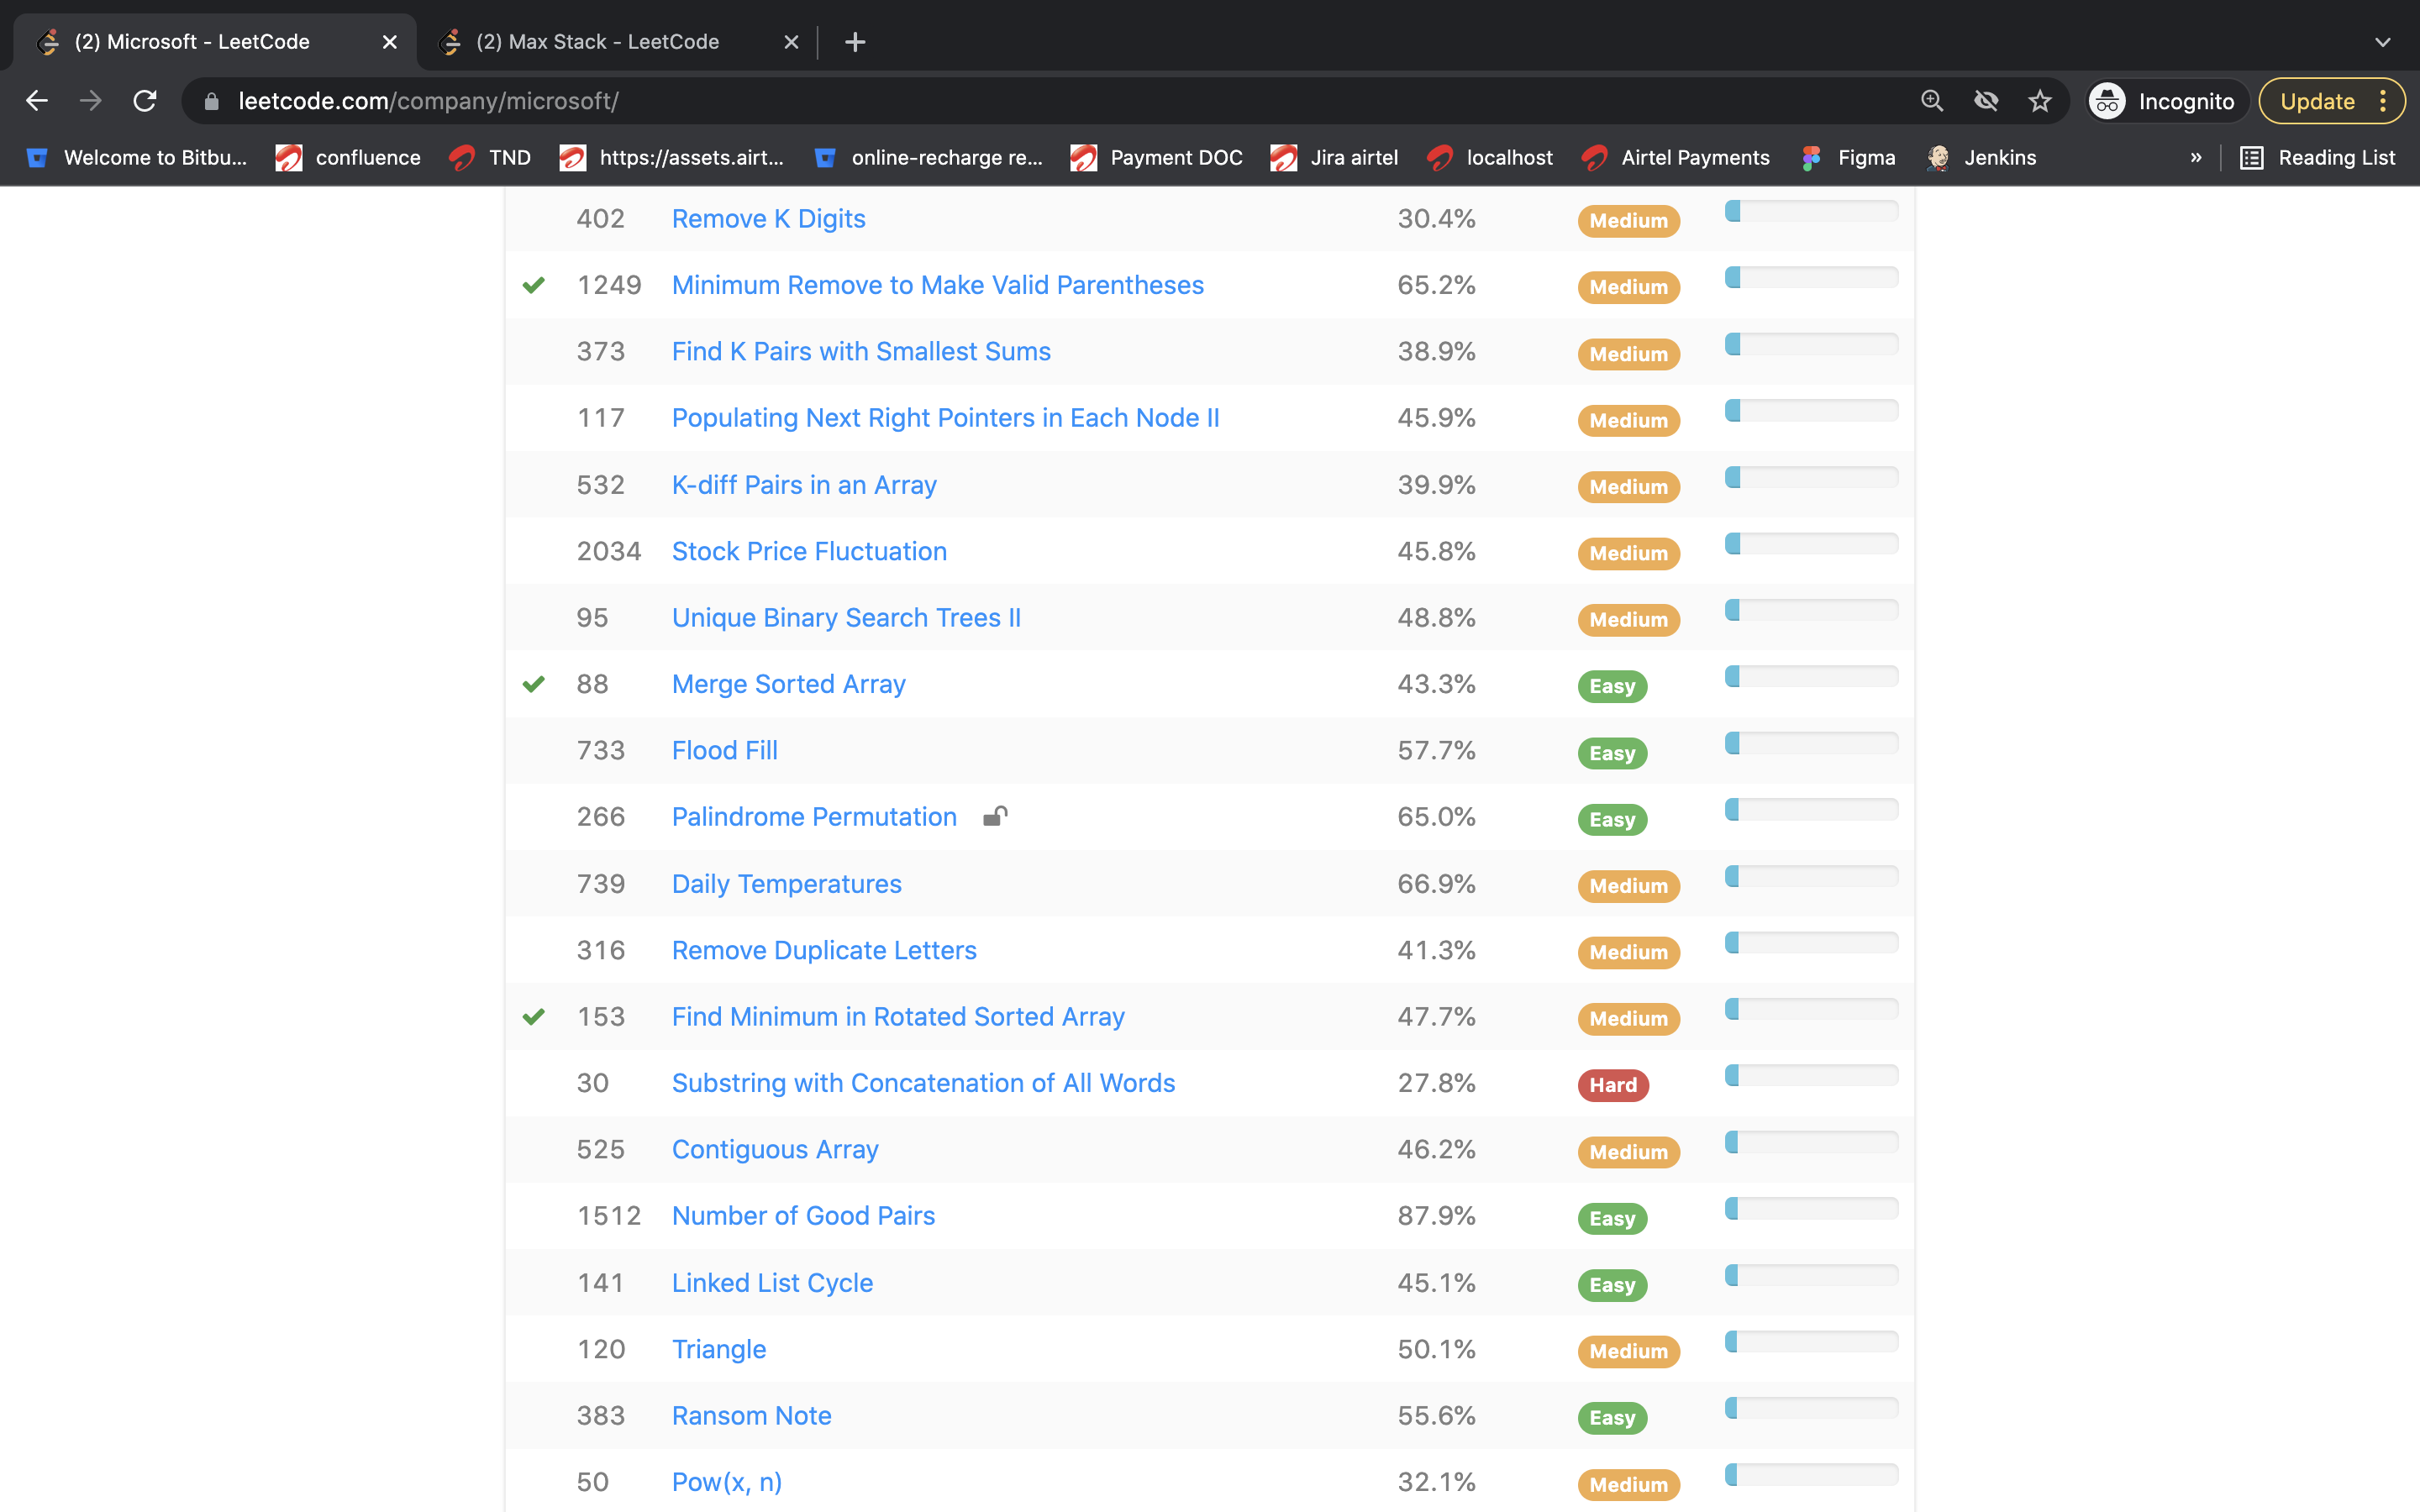 (2) Microsoft - LeetCode
(2) Max Stack - LeetCode
leetcode.com/company/microsoft/
Incognito
Update
Welcome to Bitbu... confluence TND https://assets.airt... online-recharge re... Payment DOC Jira airtel localhost Airtel Payments Figma Jenkins » Reading List
402 Remove K Digits 30.4% Medium
1249 Minimum Remove to Make Valid Parentheses 65.2% Medium
373 Find K Pairs with Smallest Sums 38.9% Medium
117 Populating Next Right Pointers in Each Node II 45.9% Medium
532 K-diff Pairs in an Array 39.9% Medium
2034 Stock Price Fluctuation 45.8% Medium
95 Unique Binary Search Trees II 48.8% Medium
88 Merge Sorted Array 43.3% Easy
733 Flood Fill 57.7% Easy
266 Palindrome Permutation 65.0% Easy
739 Daily Temperatures 66.9% Medium
316 Remove Duplicate Letters 41.3% Medium
153 Find Minimum in Rotated Sorted Array 47.7% Medium
30 Substring with Concatenation of All Words 27.8% Hard
525 Contiguous Array 46.2% Medium
1512 Number of Good Pairs 87.9% Easy
141 Linked List Cycle 45.1% Easy
120 Triangle 50.1% Medium
383 Ransom Note 55.6% Easy
50 Pow(x, n) 32.1% Medium